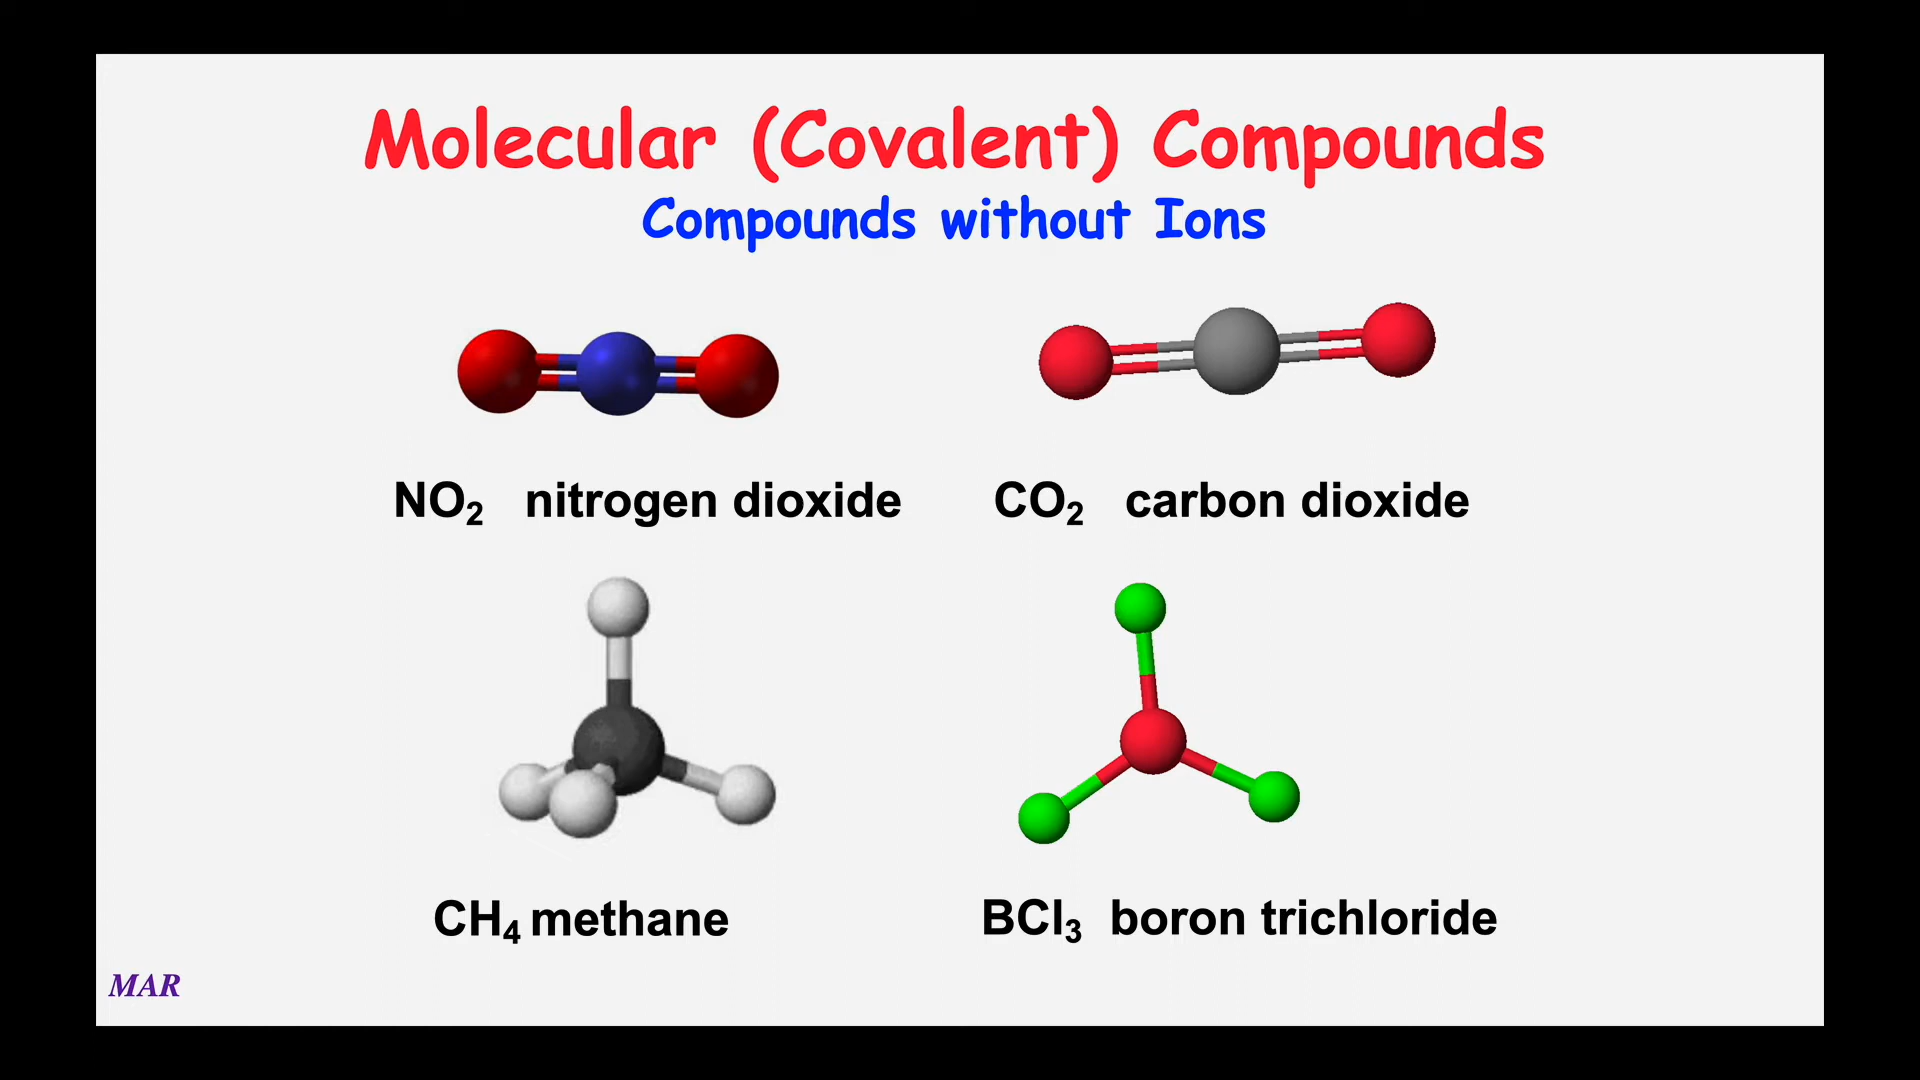 Molecular (Covalent) Compounds
Compounds without Ions
NO₂ nitrogen dioxide
CO₂ carbon dioxide
CH₄ methane
BCl₃ boron trichloride
MAR